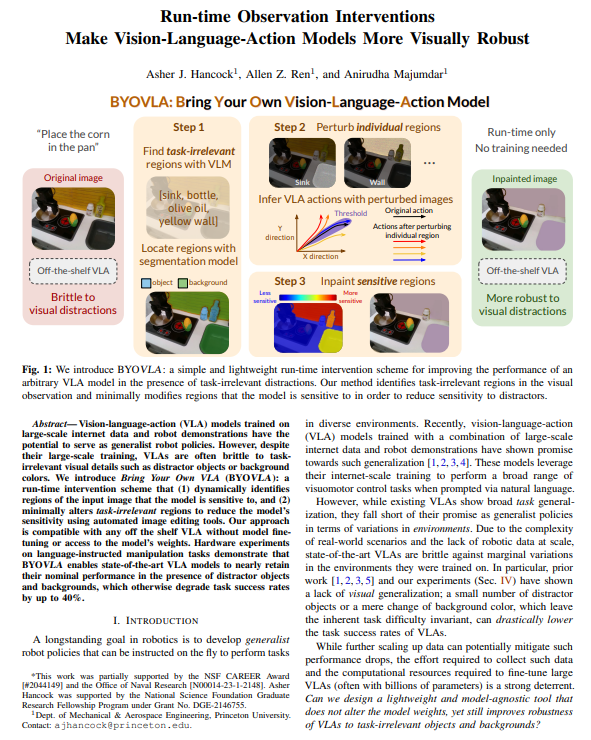 Run-time Observation Interventions
Make Vision-Language-Action Models More Visually Robust
Asher J. Hancock1, Allen Z. Ren1, and Anirudha Majumdar1
BYOVLA: Bring Your Own Vision-Language-Action Model
“Place the corn
in the pan”
Original image
Off-the-shelf VLA
Brittle to
visual distractions
Step 1
Find task-irrelevant
regions with VLM
[sink, bottle,
olive oil,
yellow wall]
Locate regions with
segmentation model
object background
Step 2 Perturb individual regions
Sink
Wall
...
Infer VLA actions with perturbed images
Y
direction
X direction
Threshold
Original action
Actions after perturbing
individual region
Step 3 Inpaint sensitive regions
Less
sensitive
More
sensitive
Run-time only
No training needed
Inpainted image
Off-the-shelf VLA
More robust to
visual distractions
Fig. 1: We introduce BYOVLA: a simple and lightweight run-time intervention scheme for improving the performance of an
arbitrary VLA model in the presence of task-irrelevant distractions. Our method identifies task-irrelevant regions in the visual
observation and minimally modifies regions that the model is sensitive to in order to reduce sensitivity to distractors.
Abstract— Vision-language-action (VLA) models trained on
large-scale internet data and robot demonstrations have the
potential to serve as generalist robot policies. However, despite
their large-scale training, VLAs are often brittle to task-
irrelevant visual details such as distractor objects or background
colors. We introduce Bring Your Own VLA (BYOVLA): a
run-time intervention scheme that (1) dynamically identifies
regions of the input image that the model is sensitive to, and (2)
minimally alters task-irrelevant regions to reduce the model’s
sensitivity using automated image editing tools. Our approach
is compatible with any off the shelf VLA without model fine-
tuning or access to the model’s weights. Hardware experiments
on language-instructed manipulation tasks demonstrate that
BYOVLA enables state-of-the-art VLA models to nearly retain
their nominal performance in the presence of distractor objects
and backgrounds, which otherwise degrade task success rates
by up to 40%.
I. INTRODUCTION
A longstanding goal in robotics is to develop generalist
robot policies that can be instructed on the fly to perform tasks
*This work was partially supported by the NSF CAREER Award
[#2044149] and the Office of Naval Research [N00014-23-1-2148]. Asher
Hancock was supported by the National Science Foundation Graduate
Research Fellowship Program under Grant No. DGE-2146755.
1Dept. of Mechanical & Aerospace Engineering, Princeton University.
Contact: ajhancock@princeton.edu.
in diverse environments. Recently, vision-language-action
(VLA) models trained with a combination of large-scale
internet data and robot demonstrations have shown promise
towards such generalization [1, 2, 3, 4]. These models leverage
their internet-scale training to perform a broad range of
visuomotor control tasks when prompted via natural language.
However, while existing VLAs show broad task general-
ization, they fall short of their promise as generalist policies
in terms of variations in environments. Due to the complexity
of real-world scenarios and the lack of robotic data at scale,
state-of-the-art VLAs are brittle against marginal variations
in the environments they were trained on. In particular, prior
work [1, 2, 3, 5] and our experiments (Sec. IV) have shown
a lack of visual generalization; a small number of distractor
objects or a mere change of background color, which leave
the inherent task difficulty invariant, can drastically lower
the task success rates of VLAs.
While further scaling up data can potentially mitigate such
performance drops, the effort required to collect such data
and the computational resources required to fine-tune large
VLAs (often with billions of parameters) is a strong deterrent.
Can we design a lightweight and model-agnostic tool that
does not alter the model weights, yet still improves robustness
of VLAs to task-irrelevant objects and backgrounds?